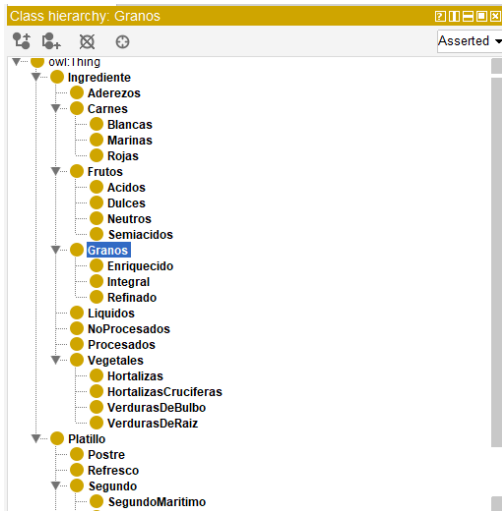 Class hierarchy: Granos
Asserted
owl:Thing
Ingrediente
Aderezos
Carnes
Blancas
Marinas
Rojas
Frutos
Acidos
Dulces
Neutros
Semiacidos
Granos
Enriquecido
Integral
Refinado
Liquidos
NoProcesados
Procesados
Vegetales
Hortalizas
HortalizasCruciferas
VerdurasDeBulbo
VerdurasDeRaiz
Platillo
Postre
Refresco
Segundo
SegundoMaritimo